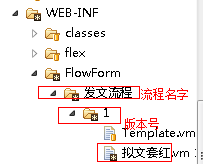 WEB-INF
classes
flex
FlowForm
发文流程 流程名字
1 版本号
Template.vm
拟文套红.vm 1